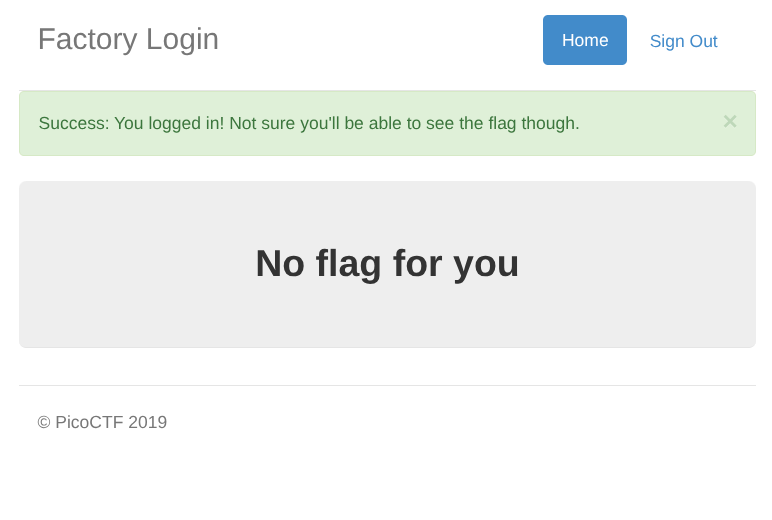 Factory Login
Home
Sign Out
Success: You logged in! Not sure you'll be able to see the flag though.
×
No flag for you
© PicoCTF 2019